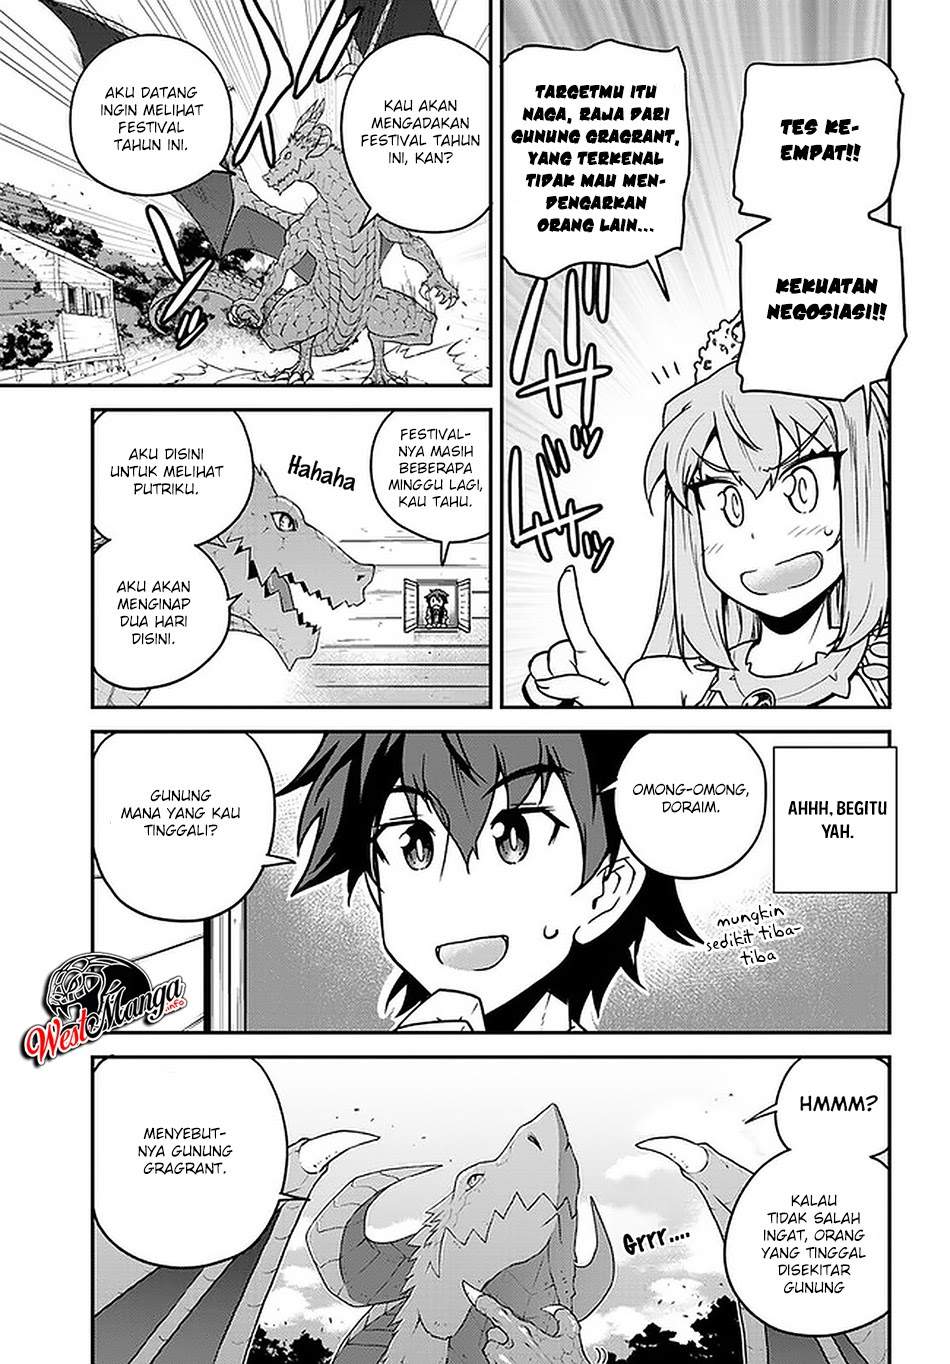 TES KE-
EMPAT!!
KEKUATAN
NEGOSIASI!!
TARGETMU ITU
NAGA, RAJA DARI
GUNUNG GRAGRANT,
YANG TERKENAL
TIDAK MAU MEN-
DENGARKAN
ORANG LAIN...
KAU AKAN
MENGADAKAN
FESTIVAL TAHUN
INI, KAN?
AKU DATANG
INGIN MELIHAT
FESTIVAL
TAHUN INI.
FESTIVAL-
NYA MASIH
BEBERAPA
MINGGU LAGI,
KAU TAHU.
Hahaha
AKU DISINI
UNTUK MELIHAT
PUTRIKU.
AKU AKAN
MENGINAP
DUA HARI
DISINI.
AHHH, BEGITU
YAH.
OMONG-OMONG,
DORAIM.
mungkin
sedikit tiba-
tiba
GUNUNG
MANA YANG KAU
TINGGALI?
WestManga
.info
HMMM?
KALAU
TIDAK SALAH
INGAT, ORANG
YANG TINGGAL
DISEKITAR
GUNUNG
Grrr....
MENYEBUT-
NYA GUNUNG
GRAGRANT.